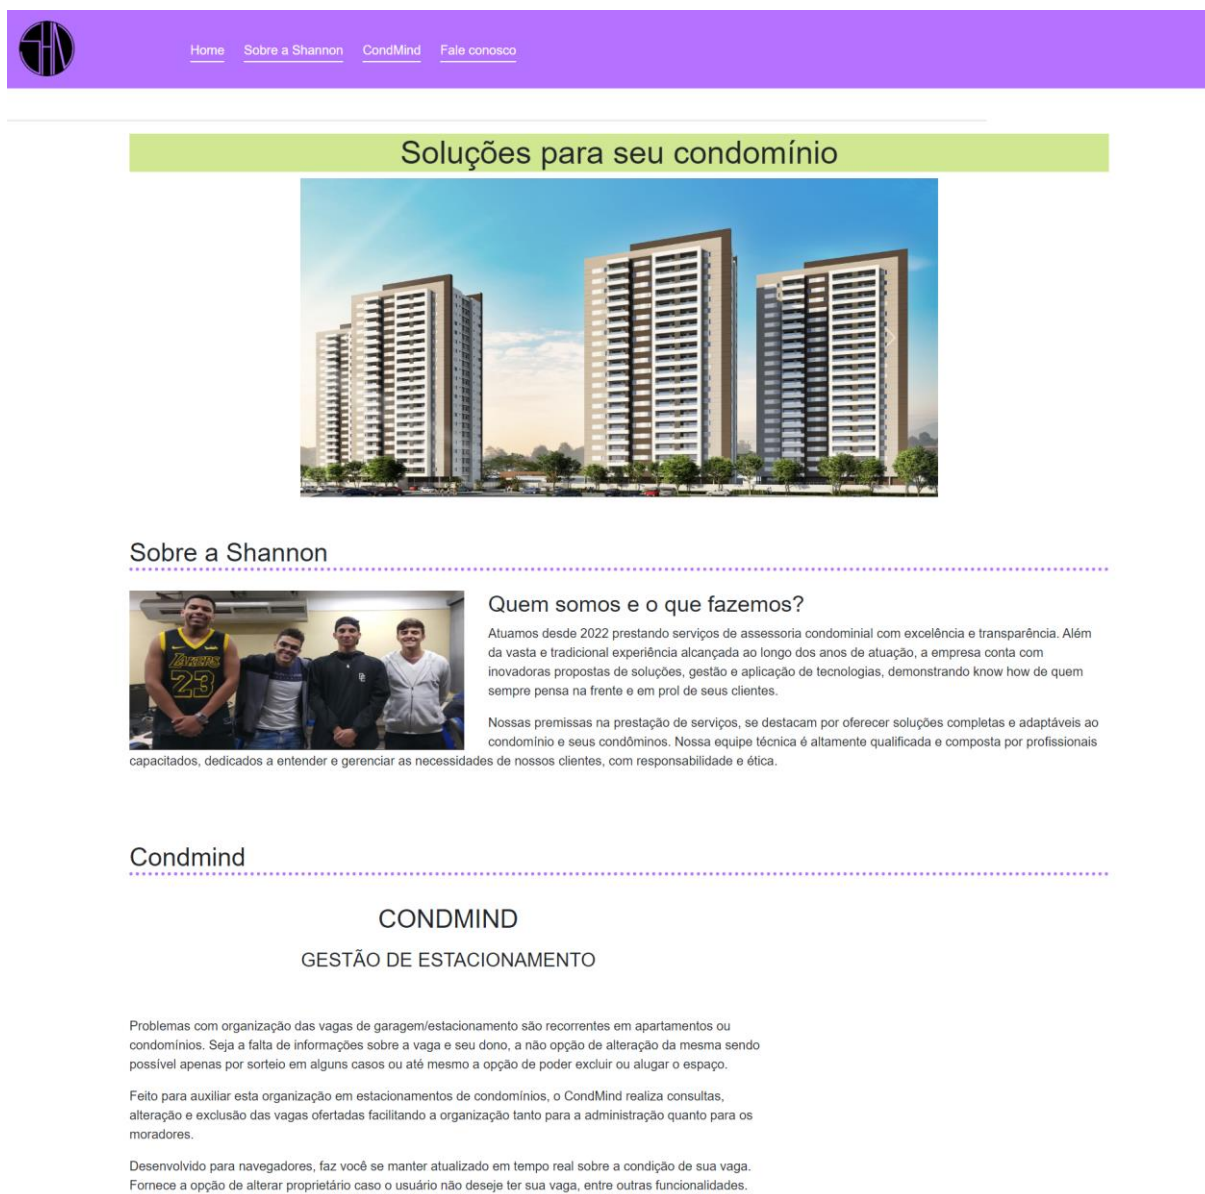 SHN
Home Sobre a Shannon CondMind Fale conosco
Soluções para seu condomínio
Sobre a Shannon
LAKERS
23
Quem somos e o que fazemos?
Atuamos desde 2022 prestando serviços de assessoria condominial com excelência e transparência. Além
da vasta e tradicional experiência alcançada ao longo dos anos de atuação, a empresa conta com
inovadoras propostas de soluções, gestão e aplicação de tecnologias, demonstrando know how de quem
sempre pensa na frente e em prol de seus clientes.
Nossas premissas na prestação de serviços, se destacam por oferecer soluções completas e adaptáveis ao
condomínio e seus condôminos. Nossa equipe técnica é altamente qualificada e composta por profissionais
capacitados, dedicados a entender e gerenciar as necessidades de nossos clientes, com responsabilidade e ética.
Condmind
CONDMIND
GESTÃO DE ESTACIONAMENTO
Problemas com organização das vagas de garagem/estacionamento são recorrentes em apartamentos ou
condomínios. Seja a falta de informações sobre a vaga e seu dono, a não opção de alteração da mesma sendo
possível apenas por sorteio em alguns casos ou até mesmo a opção de poder excluir ou alugar o espaço.
Feito para auxiliar esta organização em estacionamentos de condomínios, o CondMind realiza consultas,
alteração e exclusão das vagas ofertadas facilitando a organização tanto para a administração quanto para os
moradores.
Desenvolvido para navegadores, faz você se manter atualizado em tempo real sobre a condição de sua vaga.
Fornece a opção de alterar proprietário caso o usuário não deseje ter sua vaga, entre outras funcionalidades.